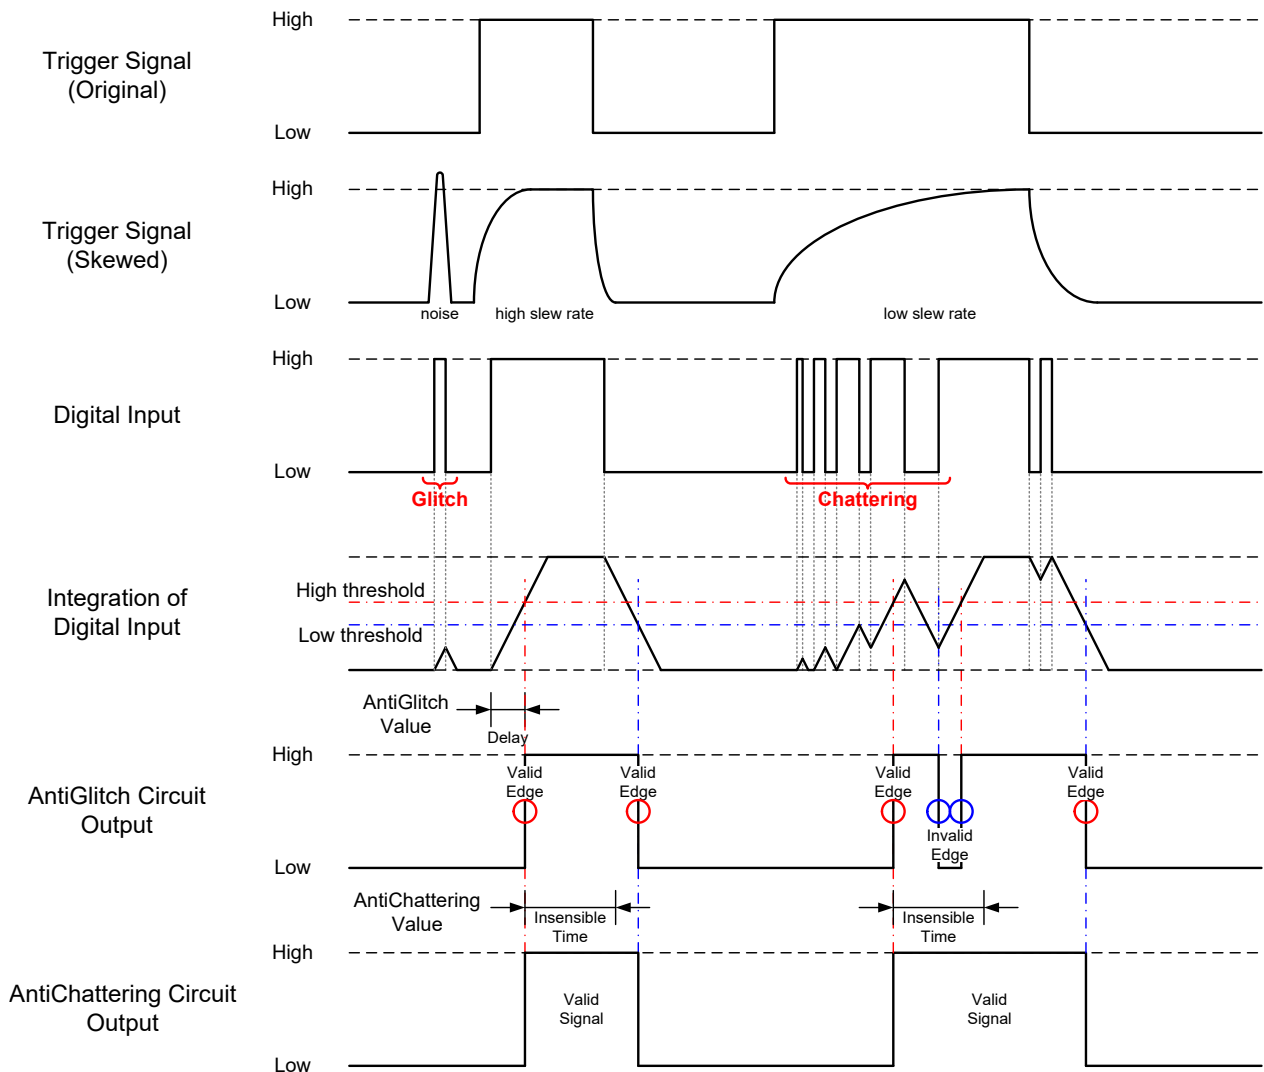 High
Trigger Signal
(Original)
Low
High
Trigger Signal
(Skewed)
Low
noise
high slew rate
low slew rate
High
Digital Input
Low
Glitch
Chattering
High threshold
Integration of
Digital Input
Low threshold
AntiGlitch
Value
Delay
High
Valid
Edge
Valid
Edge
Valid
Edge
Valid
Edge
AntiGlitch Circuit
Output
Invalid
Edge
Low
AntiChattering
Value
Insensible
Time
Insensible
Time
High
AntiChattering Circuit
Output
Valid
Signal
Valid
Signal
Low